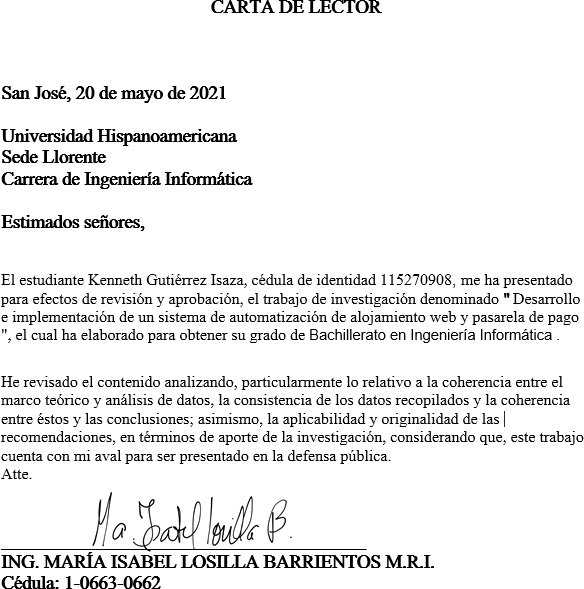 CARTA DE LECTOR
San José, 20 de mayo de 2021
Universidad Hispanoamericana
Sede Llorente
Carrera de Ingeniería Informática
Estimados señores,
El estudiante Kenneth Gutiérrez Isaza, cédula de identidad 115270908, me ha presentado
para efectos de revisión y aprobación, el trabajo de investigación denominado " Desarrollo
e implementación de un sistema de automatización de alojamiento web y pasarela de pago
", el cual ha elaborado para obtener su grado de Bachillerato en Ingeniería Informática .
He revisado el contenido analizando, particularmente lo relativo a la coherencia entre el
marco teórico y análisis de datos, la consistencia de los datos recopilados y la coherencia
entre éstos y las conclusiones; asimismo, la aplicabilidad y originalidad de las
recomendaciones, en términos de aporte de la investigación, considerando que, este trabajo
cuenta con mi aval para ser presentado en la defensa pública.
Atte.
Ma. Isabel Losilla B.
ING. MARÍA ISABEL LOSILLA BARRIENTOS M.R.I.
Cédula: 1-0663-0662